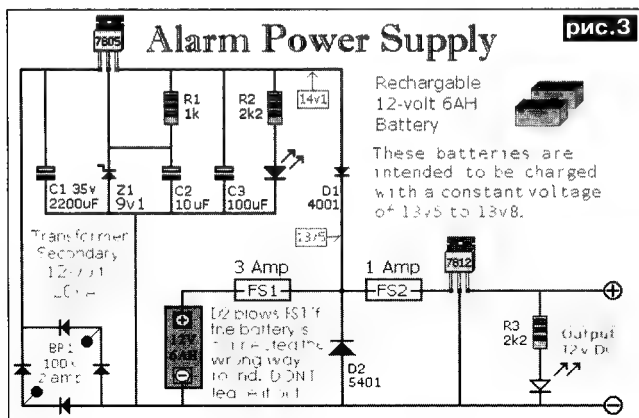 Alarm Power Supply
рис.3
7805
R1
1k
R2
2k2
14v1
Rechargable
12-volt 6AH
Battery
These batteries are
intended to be charged
with a constant voltage
of 13v5 to 13v8.
C1 35v
2200uF
Z1
9v1
C2
10uF
C3
100uF
D1
4001
Transformer
Secondary
3 Amp
FS1
1 Amp
FS2
7812
BR1
2 amp
12V
6AH
D2 blows FS1 if
the battery is
the
wrong way
D2
5401
R3
2k2
Output